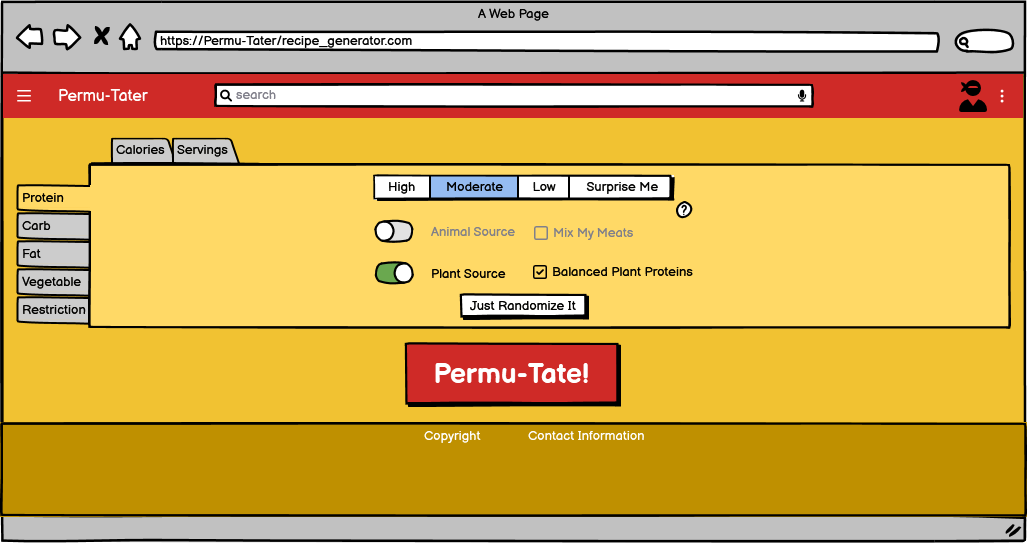 A Web Page
https://Permu-Tater/recipe_generator.com
Permu-Tater
search
Calories
Servings
Protein
Carb
Fat
Vegetable
Restriction
High
Moderate
Low
Surprise Me
?
Animal Source
Mix My Meats
Plant Source
Balanced Plant Proteins
Just Randomize It
Permu-Tate!
Copyright
Contact Information